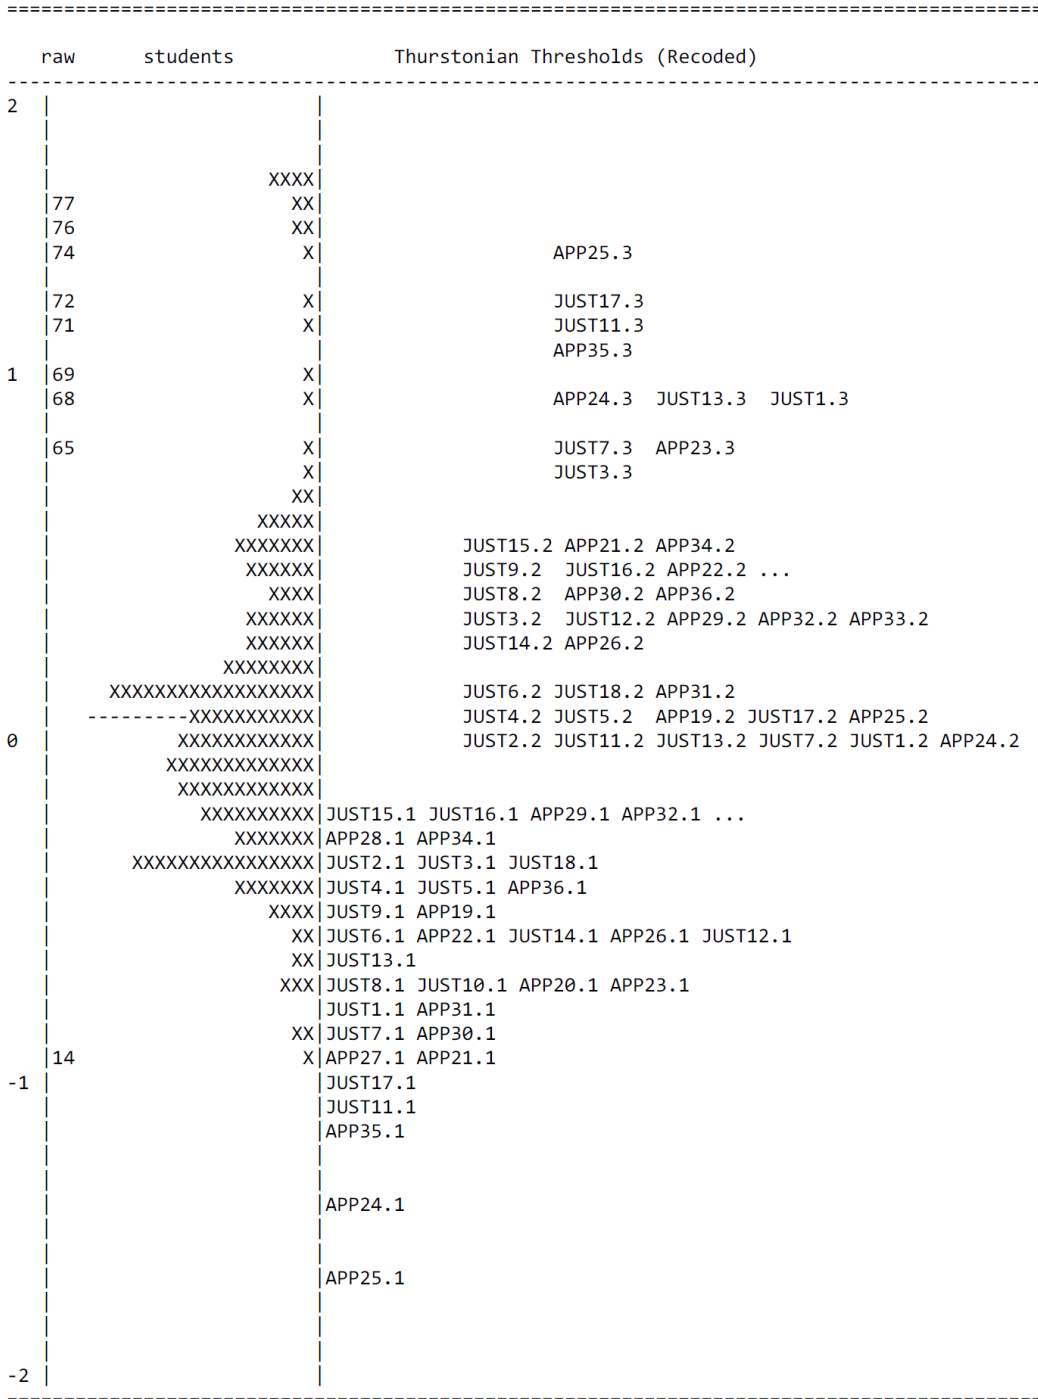 raw students Thurstonian Thresholds (Recoded)
2 | |
| XXXX|
|77 XX|
|76 XX|
|74 X| APP25.3
|72 X| JUST17.3
|71 X| JUST11.3
| | APP35.3
1 |69 X|
|68 X| APP24.3 JUST13.3 JUST1.3
|65 X| JUST7.3 APP23.3
| X| JUST3.3
| XX|
| XXXXX|
| XXXXXXX| JUST15.2 APP21.2 APP34.2
| XXXXXX| JUST9.2 JUST16.2 APP22.2 ...
| XXXX| JUST8.2 APP30.2 APP36.2
| XXXXXX| JUST3.2 JUST12.2 APP29.2 APP32.2 APP33.2
| XXXXXX| JUST14.2 APP26.2
| XXXXXXXX|
| XXXXXXXXXXXXXXXXXX| JUST6.2 JUST18.2 APP31.2
| ---------XXXXXXXXXXX| JUST4.2 JUST5.2 APP19.2 JUST17.2 APP25.2
0 | XXXXXXXXXXXX| JUST2.2 JUST11.2 JUST13.2 JUST7.2 JUST1.2 APP24.2
| XXXXXXXXXXXXX|
| XXXXXXXXXXXX|
| XXXXXXXXXX|JUST15.1 JUST16.1 APP29.1 APP32.1 ...
| XXXXXXX|APP28.1 APP34.1
| XXXXXXXXXXXXXXXX|JUST2.1 JUST3.1 JUST18.1
| XXXXXXX|JUST4.1 JUST5.1 APP36.1
| XXXX|JUST9.1 APP19.1
| XX|JUST6.1 APP22.1 JUST14.1 APP26.1 JUST12.1
| XX|JUST13.1
| XXX|JUST8.1 JUST10.1 APP20.1 APP23.1
| |JUST1.1 APP31.1
| XX|JUST7.1 APP30.1
|14 X|APP27.1 APP21.1
-1 | |JUST17.1
| |JUST11.1
| |APP35.1
| |APP24.1
| |APP25.1
-2 | |